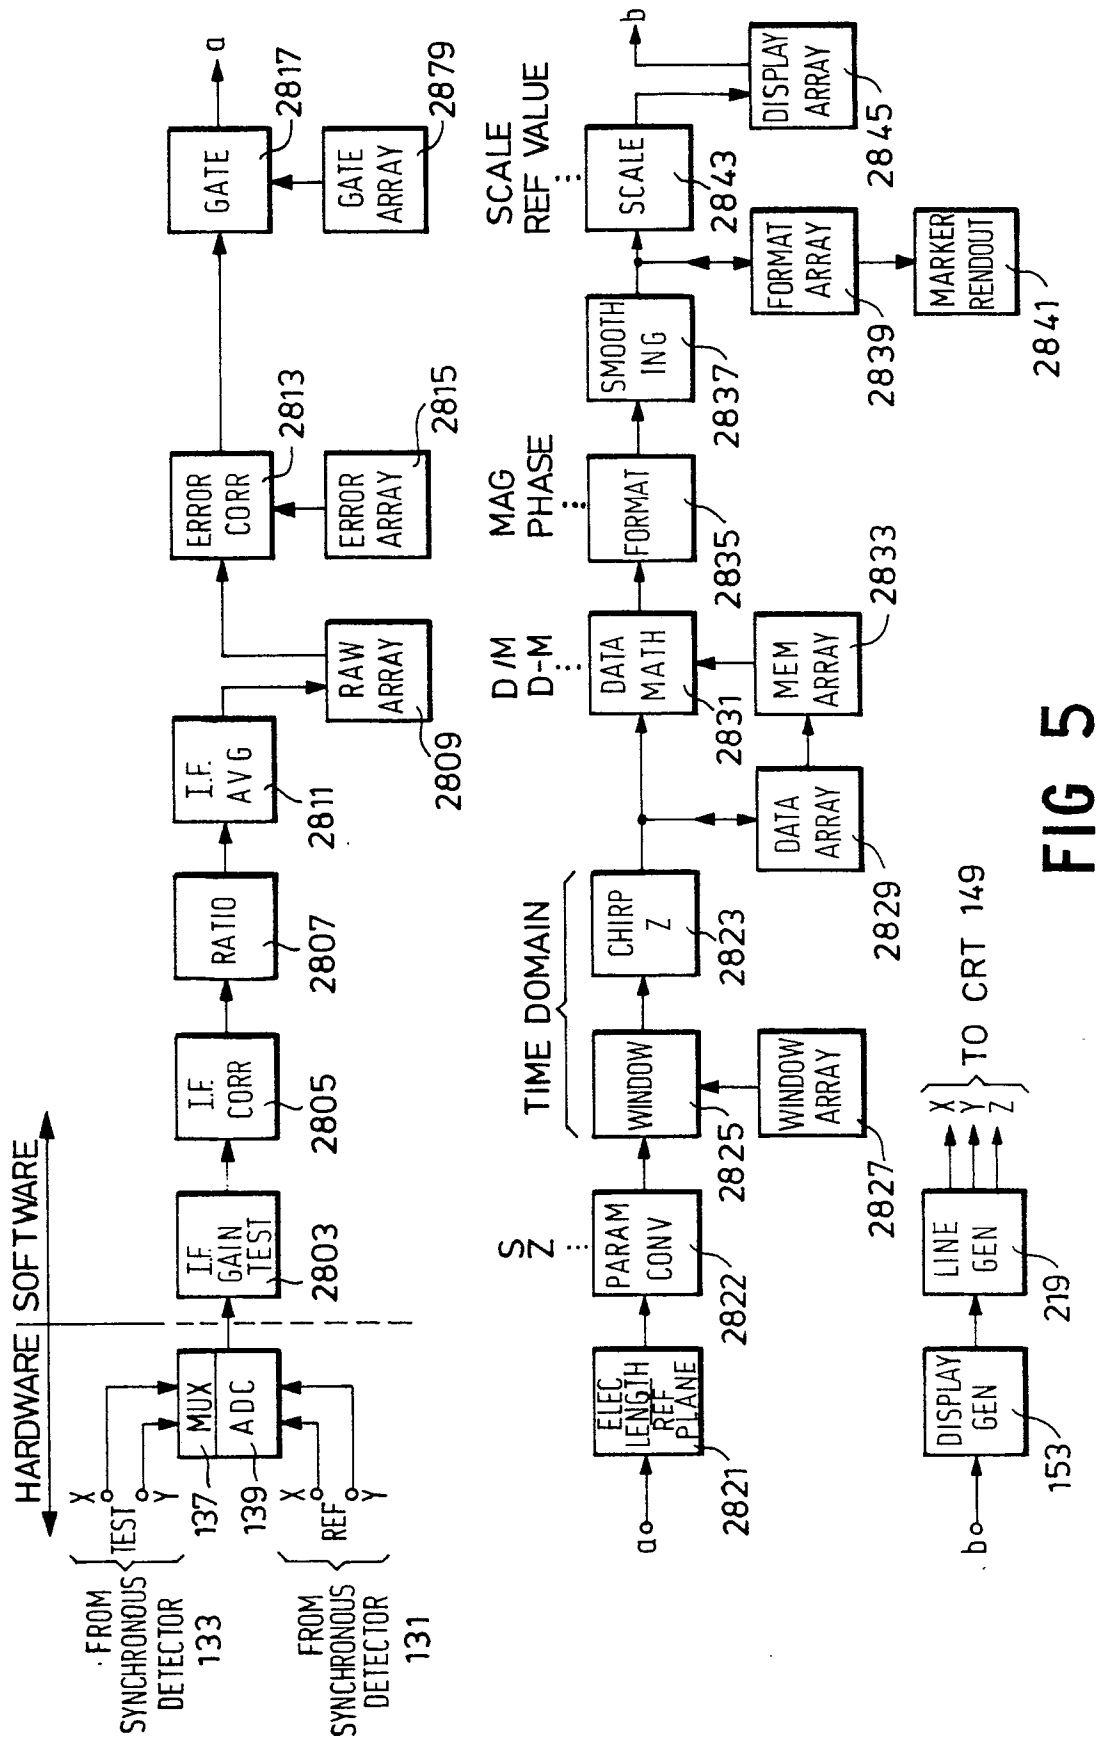 HARDWARE
SOFTWARE
FROM
SYNCHRONOUS
DETECTOR
133
TEST
X
Y
FROM
SYNCHRONOUS
DETECTOR
131
REF
X
Y
137
139
MUX
ADC
I.F.
GAIN
TEST
2803
I.F.
CORR
2805
RATIO
2807
I.F.
AVG
2811
RAW
ARRAY
2809
ERROR
CORR
2813
ERROR
ARRAY
2815
GATE
2817
GATE
ARRAY
2879
a
a
ELEC
LENGTH
REF
PLANE
2821
S
Z
PARAM
CONV
2822
TIME DOMAIN
WINDOW
2825
WINDOW
ARRAY
2827
CHIRP
Z
2823
DATA
ARRAY
2829
D/M
D-M
DATA
MATH
2831
MEM
ARRAY
2833
MAG
PHASE
FORMAT
2835
SMOOTH
ING
2837
FORMAT
ARRAY
2839
MARKER
RENDOUT
2841
SCALE
REF VALUE
SCALE
2843
DISPLAY
ARRAY
2845
b
b
DISPLAY
GEN
153
LINE
GEN
219
X
Y
Z
TO CRT 149
FIG 5